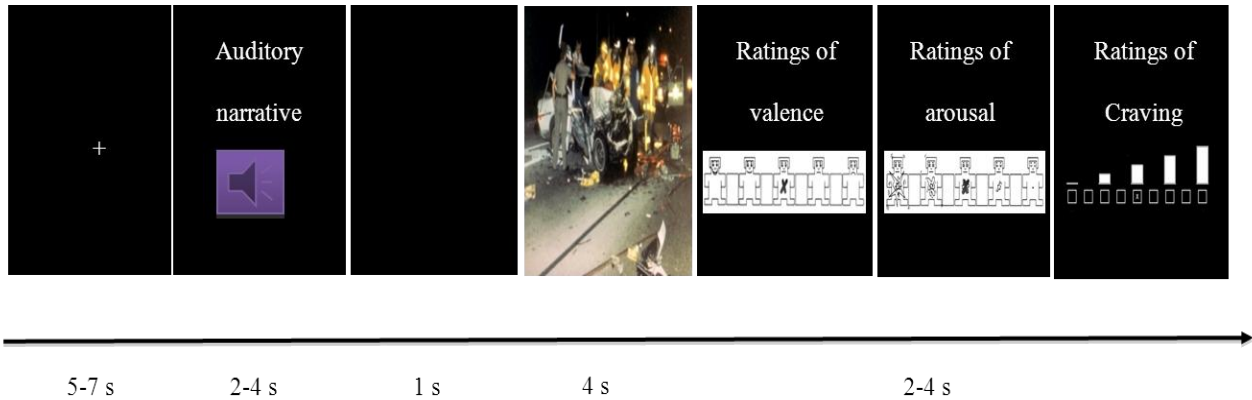 +
Auditory
narrative
Ratings of
valence
Ratings of
arousal
Ratings of
Craving
5-7 s
2-4 s
1 s
4 s
2-4 s